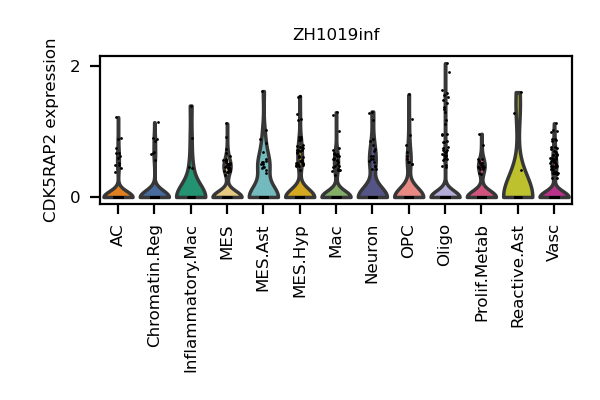 ZH1019inf
CDK5RAP2 expression
2
0
AC
Chromatin.Reg
Inflammatory.Mac
MES
MES.Ast
MES.Hyp
Mac
Neuron
OPC
Oligo
Prolif.Metab
Reactive.Ast
Vasc